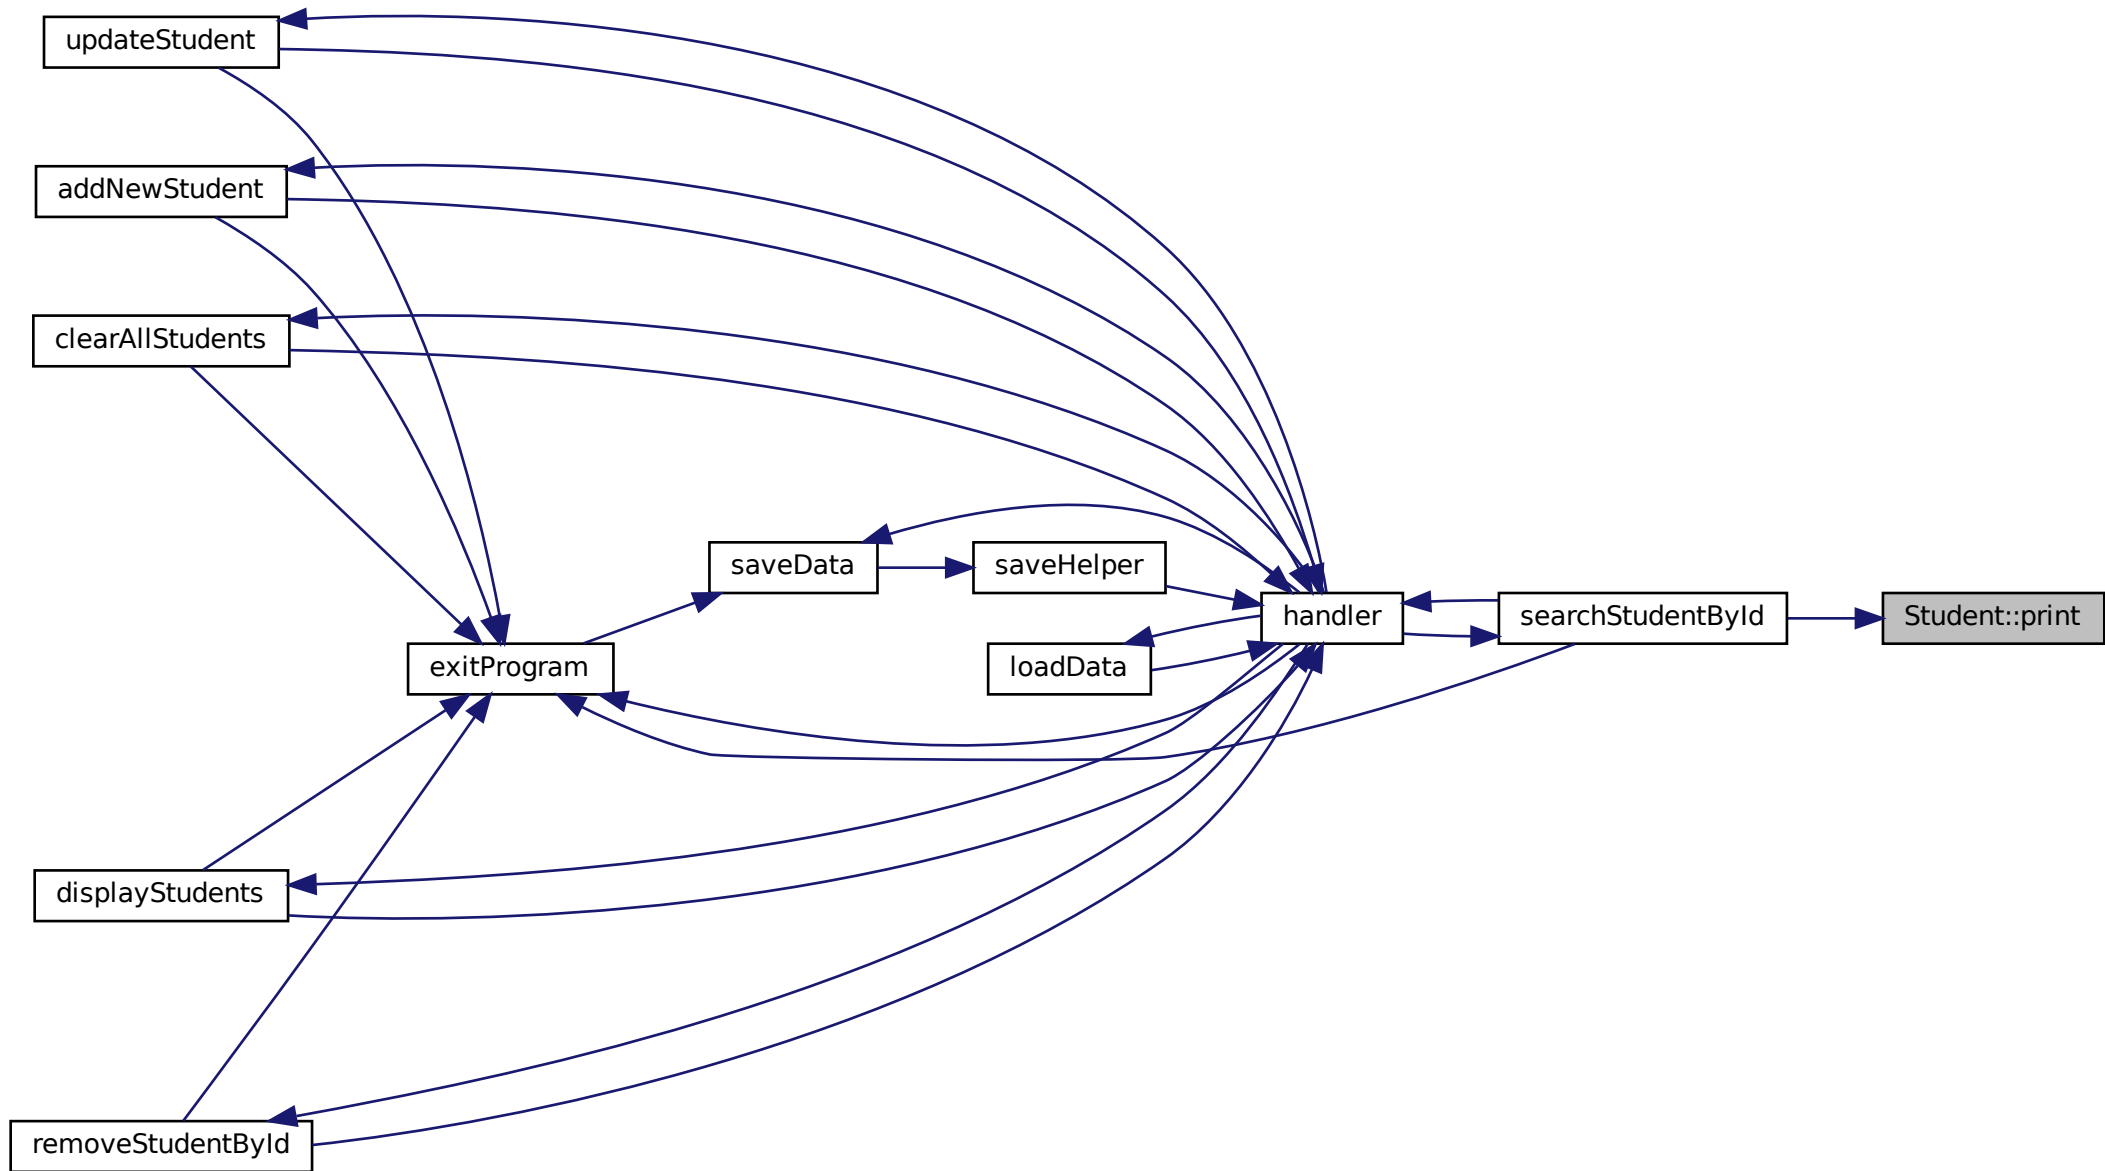 updateStudent
addNewStudent
clearAllStudents
saveData
saveHelper
handler
searchStudentById
Student::print
exitProgram
loadData
displayStudents
removeStudentById